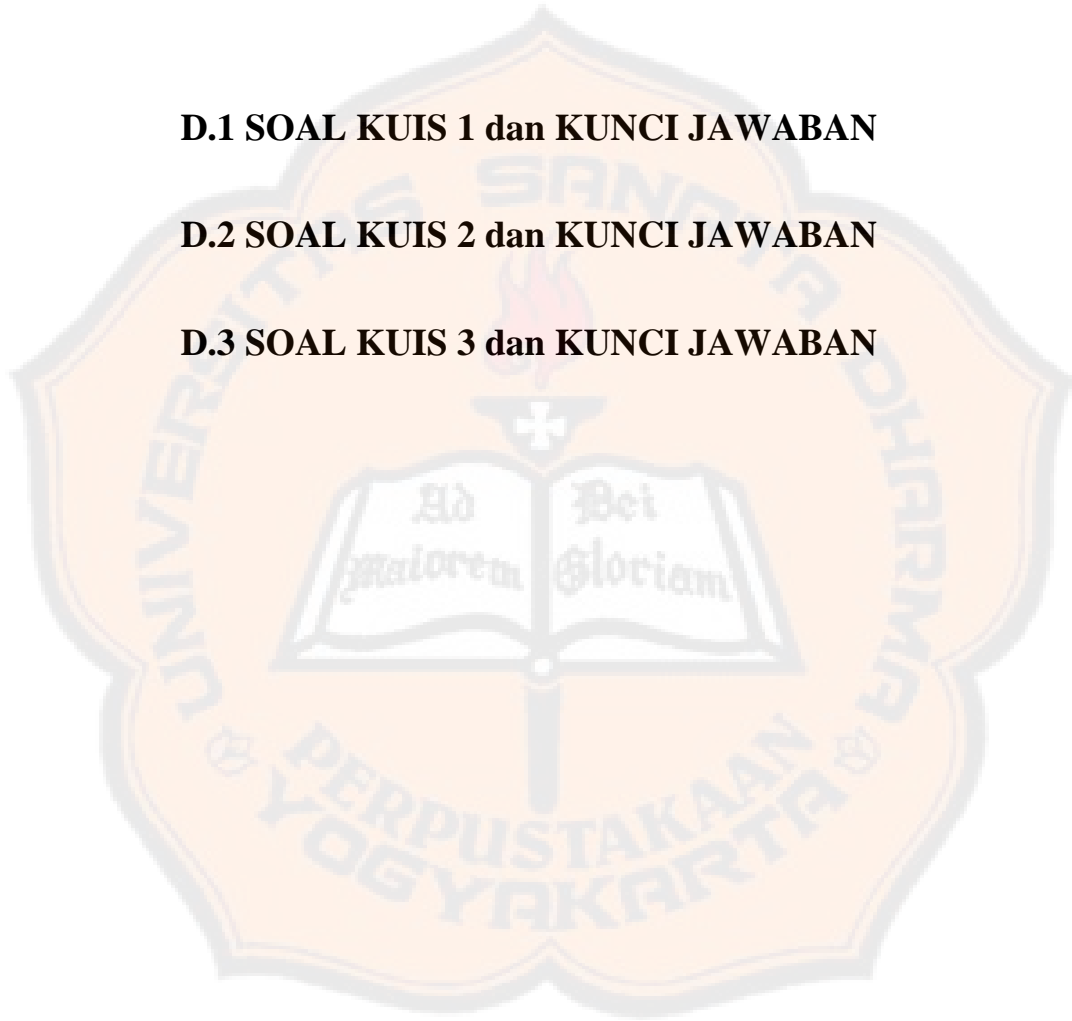 D.1 SOAL KUIS 1 dan KUNCI JAWABAN
D.2 SOAL KUIS 2 dan KUNCI JAWABAN
D.3 SOAL KUIS 3 dan KUNCI JAWABAN
UNIVERSITAS SANATA DHARMA
Ad Dei
Maiorem Gloriam
PERPUSTAKAAN
YOGYAKARTA